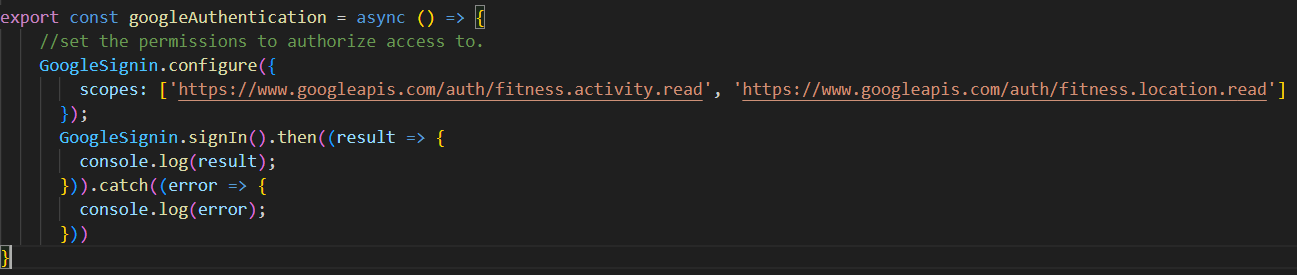 export const googleAuthentication = async () => {
//set the permissions to authorize access to.
GoogleSignin.configure({
scopes: ['https://www.googleapis.com/auth/fitness.activity.read', 'https://www.googleapis.com/auth/fitness.location.read']
});
GoogleSignin.signIn().then((result => {
console.log(result);
})).catch((error => {
console.log(error);
}))
}